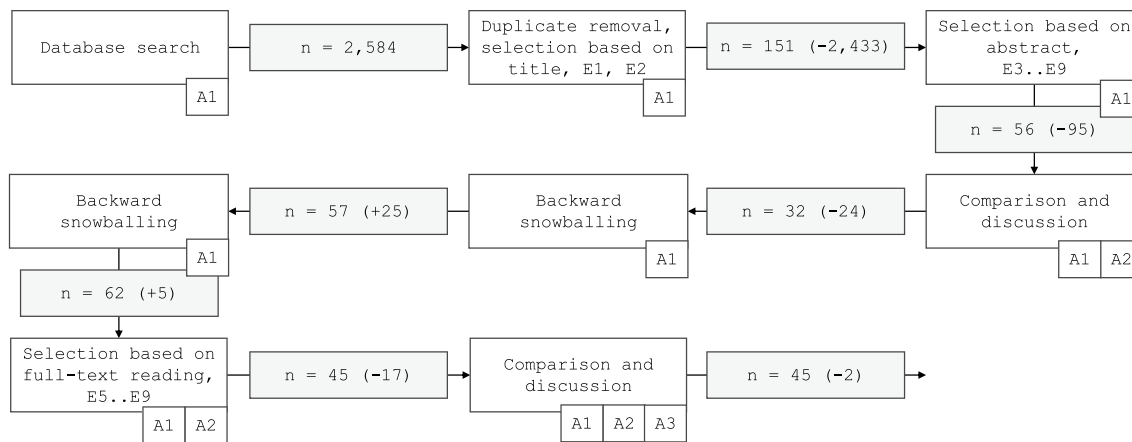 Database search
A1
n = 2,584
Duplicate removal,
selection based on
title, E1, E2
A1
n = 151 (-2,433)
Selection based on
abstract,
E3..E9
A1
n = 56 (-95)
Comparison and
discussion
A1 A2
n = 32 (-24)
Backward
snowballing
A1
n = 57 (+25)
Backward
snowballing
A1
n = 62 (+5)
Selection based on
full-text reading,
E5..E9
A1 A2
n = 45 (-17)
Comparison and
discussion
A1 A2 A3
n = 45 (-2)